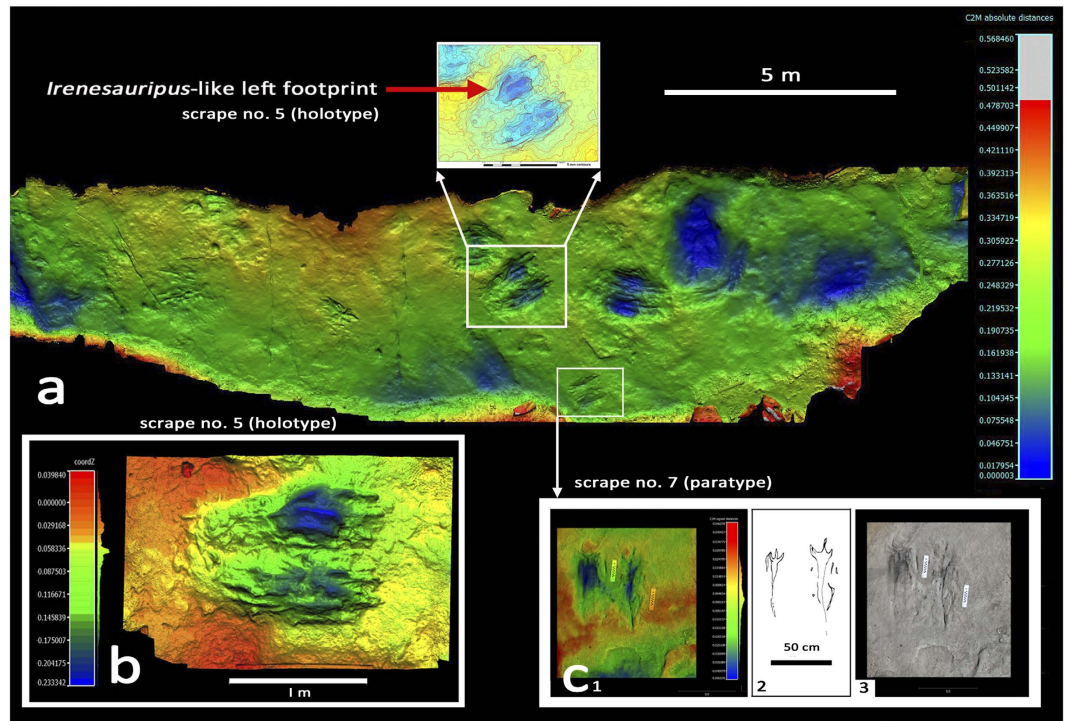 C2M absolute distances
0.568460
0.523582
0.501142
0.478703
0.449907
0.421110
0.392313
0.363516
0.334719
0.305922
0.277126
0.248329
0.219532
0.190735
0.161938
0.133141
0.104345
0.075548
0.046751
0.017954
0.000003
5 m
Irenesauripus-like left footprint
scrape no. 5 (holotype)
a
scrape no. 5 (holotype)
coordZ
0.039840
0.000000
0.029168
0.058336
0.087503
0.116671
0.145839
0.175007
0.204175
0.233342
b
1 m
scrape no. 7 (paratype)
C
1
2
50 cm
3